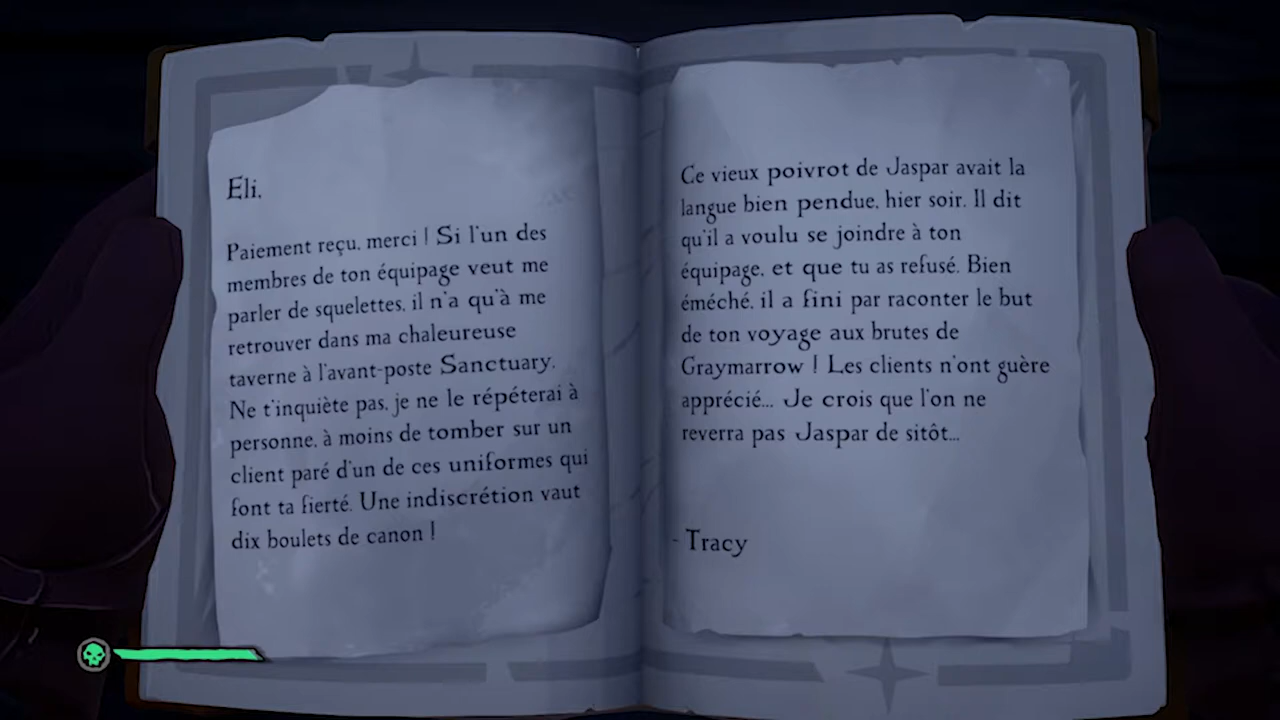 Eli,
Paiement reçu, merci ! Si l'un des
membres de ton équipage veut me
parler de squelettes, il n'a qu'à me
retrouver dans ma chaleureuse
taverne à l'avant-poste Sanctuary.
Ne t'inquiète pas, je ne le répéterai à
personne, à moins de tomber sur un
client paré d'un de ces uniformes qui
font ta fierté. Une indiscrétion vaut
dix boulets de canon !
Ce vieux poivrot de Jaspar avait la
langue bien pendue, hier soir. Il dit
qu'il a voulu se joindre à ton
équipage, et que tu as refusé. Bien
éméché, il a fini par raconter le but
de ton voyage aux brutes de
Graymarrow ! Les clients n'ont guère
apprécié... Je crois que l'on ne
reverra pas Jaspar de sitôt...
- Tracy